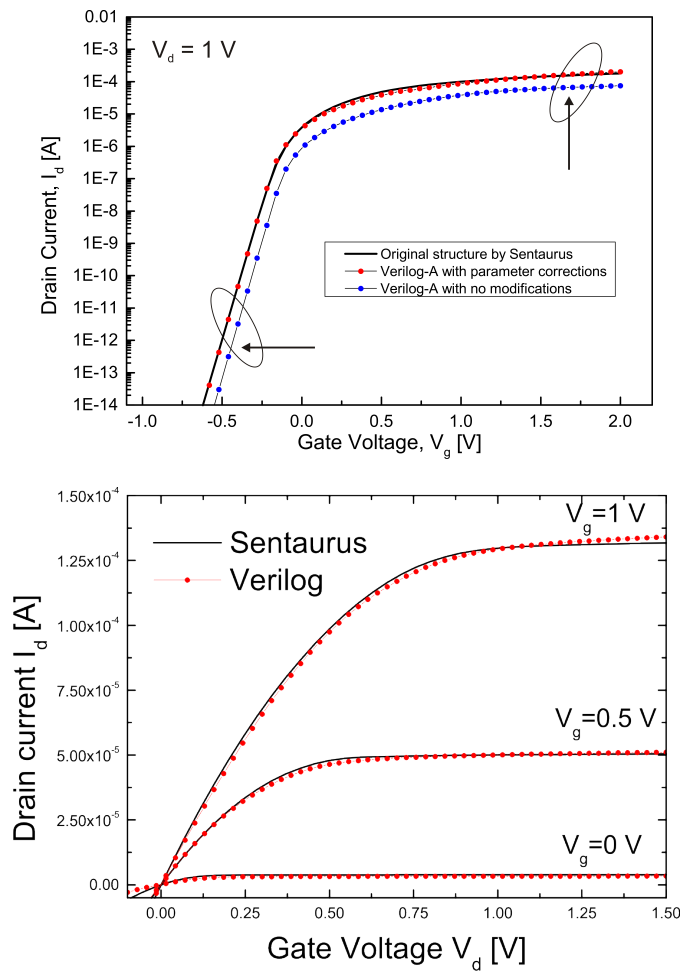 0.01
V_d = 1 V
1E-3
1E-4
1E-5
1E-6
1E-7
1E-8
1E-9
1E-10
1E-11
1E-12
1E-13
1E-14
Drain Current, I_d [A]
Original structure by Sentaurus
Verilog-A with parameter corrections
Verilog-A with no modifications
-1.0 -0.5 0.0 0.5 1.0 1.5 2.0
Gate Voltage, V_g [V]
1.50x10^-4
1.25x10^-4
1.00x10^-4
7.50x10^-5
5.00x10^-5
2.50x10^-5
0.00
Drain current I_d [A]
Sentaurus
Verilog
V_g=1 V
V_g=0.5 V
V_g=0 V
0.00 0.25 0.50 0.75 1.00 1.25 1.50
Gate Voltage V_d [V]